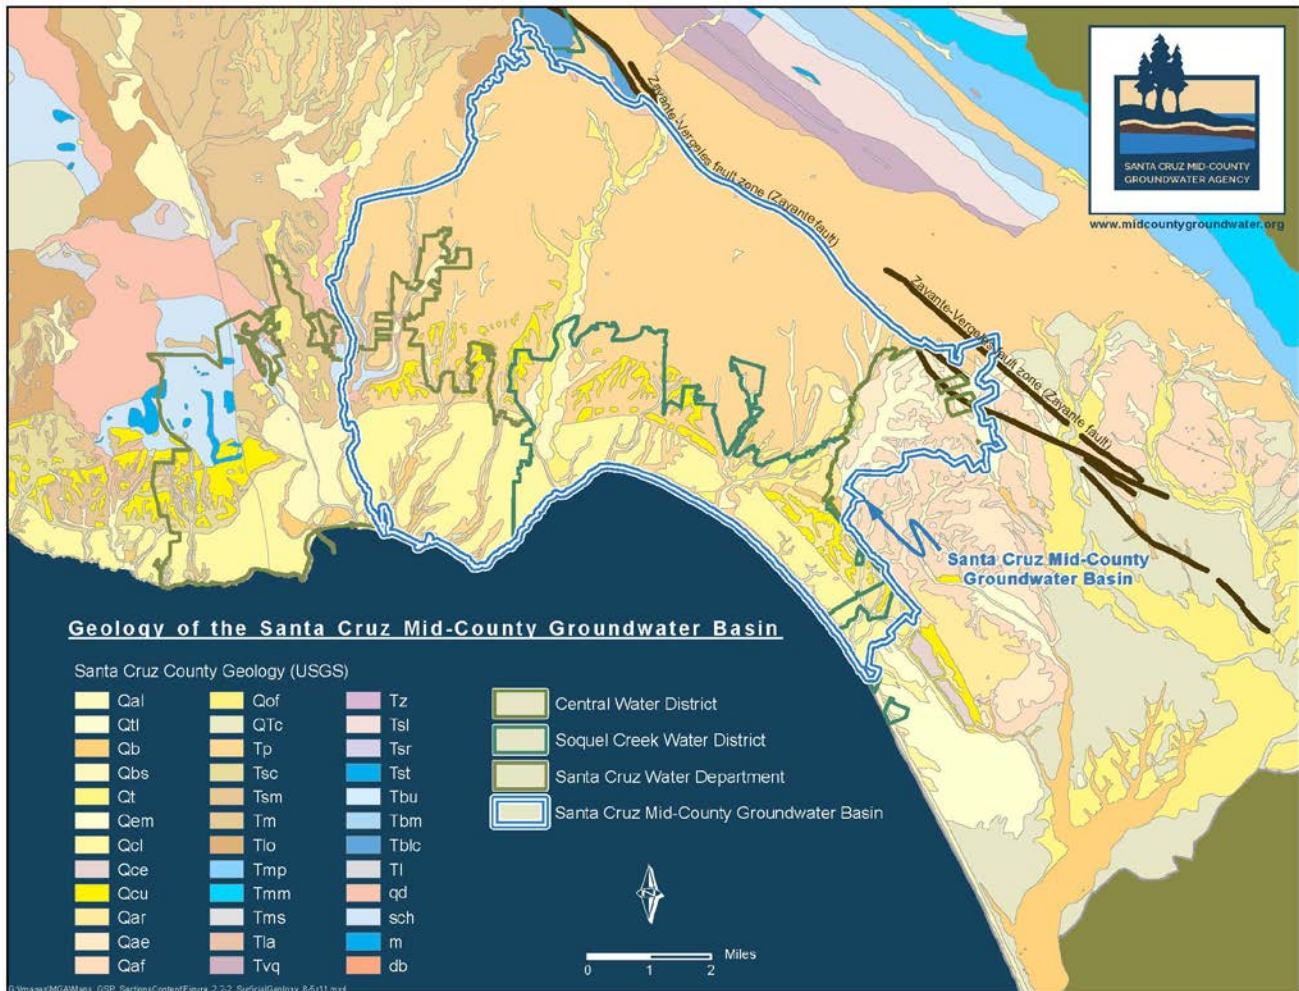 SANTA CRUZ MID-COUNTY
GROUNDWATER AGENCY
www.midcountygroundwater.org
Zayante-Vergeles fault zone (Zayante fault)
Zayante-Vergeles fault zone (Zayante fault)
Santa Cruz Mid-County
Groundwater Basin
Geology of the Santa Cruz Mid-County Groundwater Basin
Santa Cruz County Geology (USGS)
Qal
Qtl
Qb
Qbs
Qt
Qem
Qcl
Qce
Qcu
Qar
Qae
Qaf
Qof
QTc
Tp
Tsc
Tsm
Tm
Tlo
Tmp
Tmm
Tms
Tla
Tvq
Tz
Tsl
Tsr
Tst
Tbu
Tbm
Tblc
Tl
qd
sch
m
db
Central Water District
Soquel Creek Water District
Santa Cruz Water Department
Santa Cruz Mid-County Groundwater Basin
Miles
0 1 2